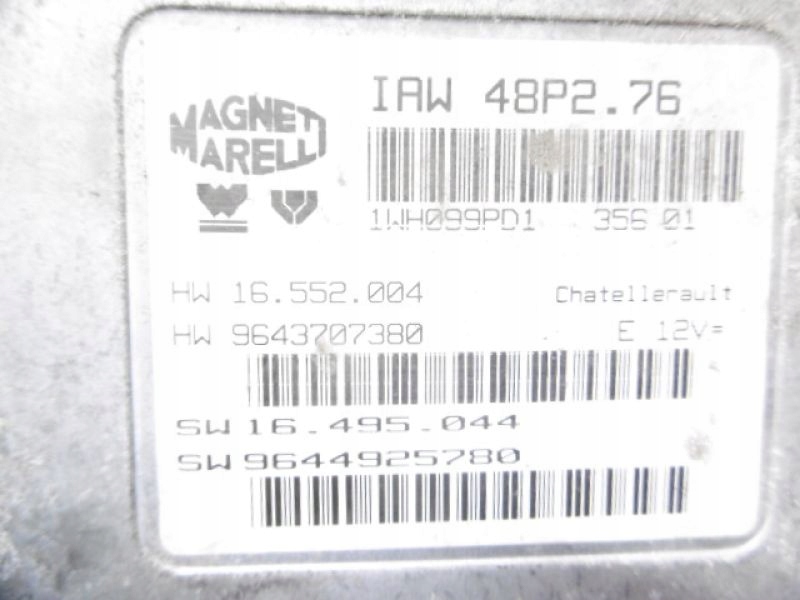 MAGNETI
MARELLI
IAW 48P2.76
1WH099PD1 356 01
HW 16.552.004 Chatellerault
HW 9643707380 E 12V=
SW 16.495.044
SW 9644925780